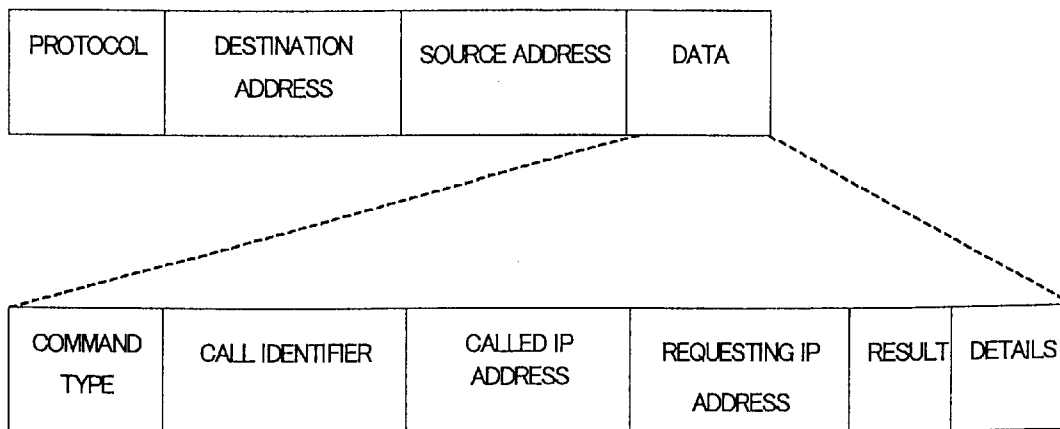 PROTOCOL
DESTINATION
ADDRESS
SOURCE ADDRESS
DATA
COMMAND
TYPE
CALL IDENTIFIER
CALLED IP
ADDRESS
REQUESTING IP
ADDRESS
RESULT
DETAILS